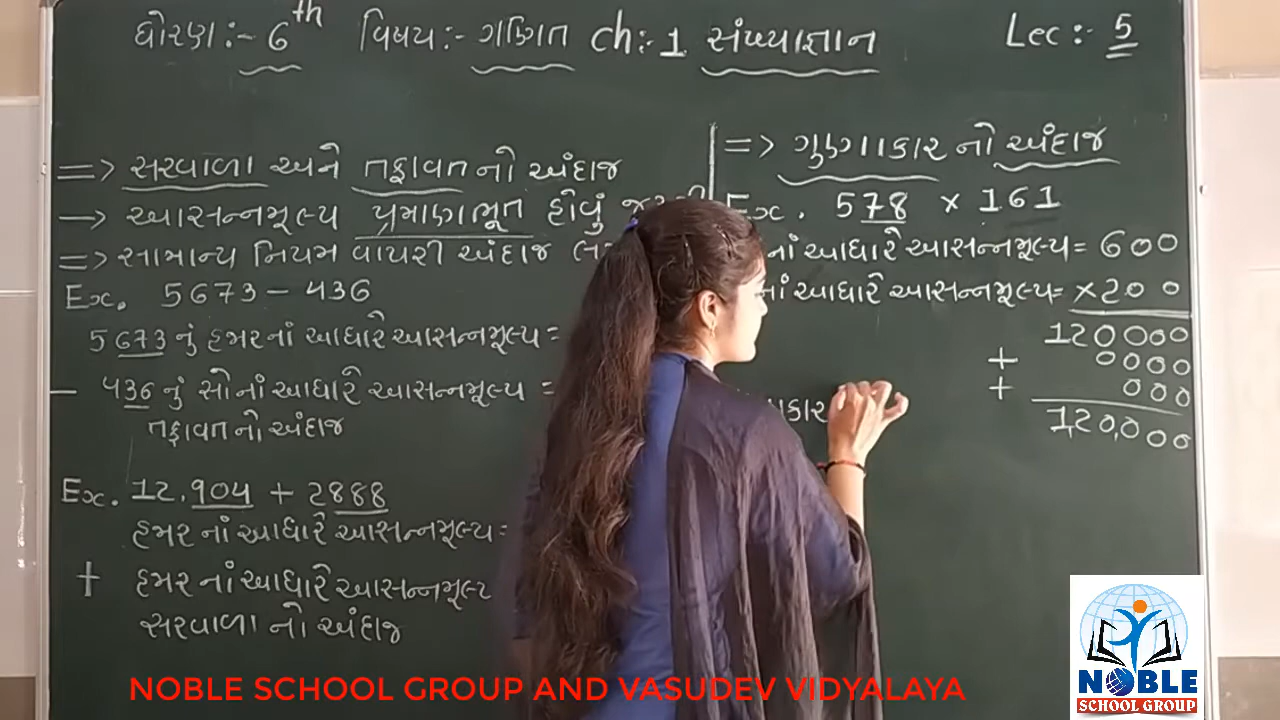 ધોરણ :- 6th વિષય :- ગણિત ch :- 1 સંખ્યાજ્ઞાન Lec :- 5
=> સરવાળા અને તફાવત નો અંદાજ
-> આસન્નમૂલ્ય પ્રમાણભૂત હોવું
=> સામાન્ય નિયમ વાપરી અંદાજ
Ex. 5673 - 436
5673 નું હજારનાં આધારે આસન્નમૂલ્ય =
- 436 નું સો નાં આધારે આસન્નમૂલ્ય =
તફાવત નો અંદાજ
Ex. 12,904 + 2888
હજાર નાં આધારે આસન્નમૂલ્ય =
+ હજાર નાં આધારે આસન્નમૂલ્ય
સરવાળા નો અંદાજ
=> ગુણાકાર નો અંદાજ
Ex. 578 × 161
નાં આધારે આસન્નમૂલ્ય = 600
નાં આધારે આસન્નમૂલ્ય = × 200
120000
+ 0000
+ 000
1,20,000
NOBLE SCHOOL GROUP AND VASUDEV VIDYALAYA
NOBLE
SCHOOL GROUP